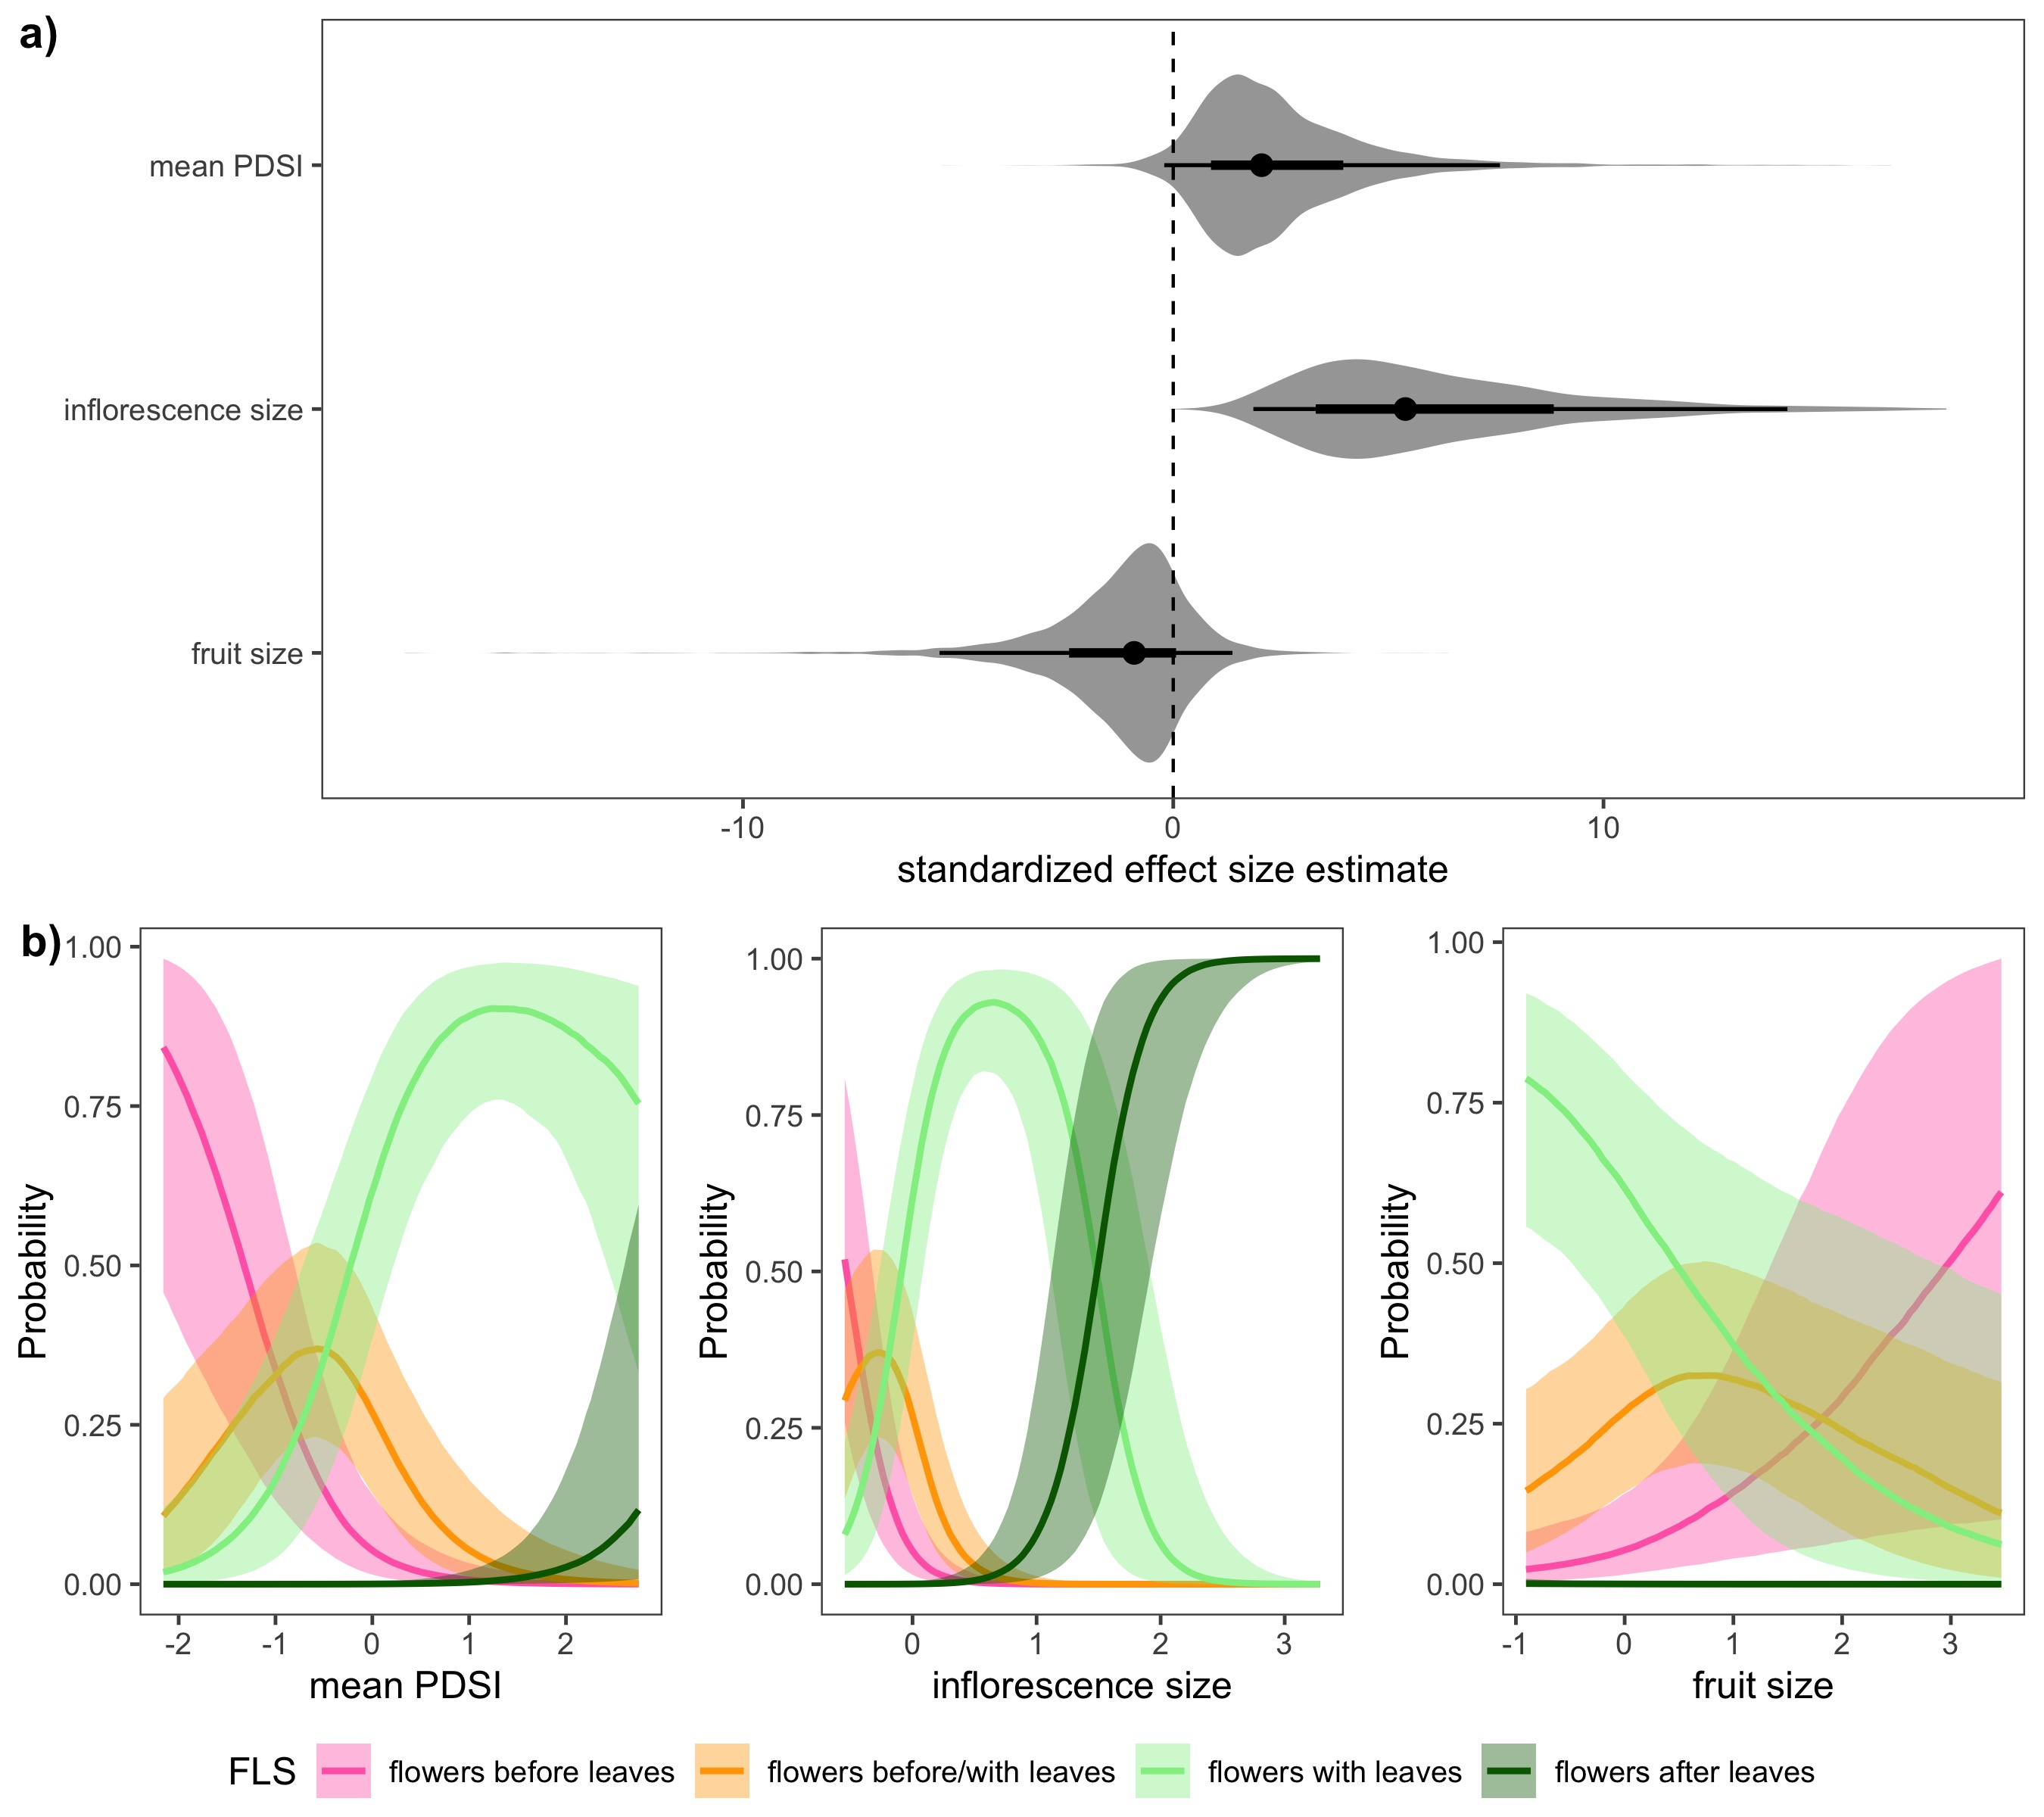 a)
mean PDSI
inflorescence size
fruit size
-10 0 10
standardized effect size estimate
b)
1.00
0.75
0.50
0.25
0.00
Probability
-2 -1 0 1 2
mean PDSI
1.00
0.75
0.50
0.25
0.00
Probability
0 1 2 3
inflorescence size
1.00
0.75
0.50
0.25
0.00
Probability
-1 0 1 2 3
fruit size
FLS flowers before leaves flowers before/with leaves flowers with leaves flowers after leaves